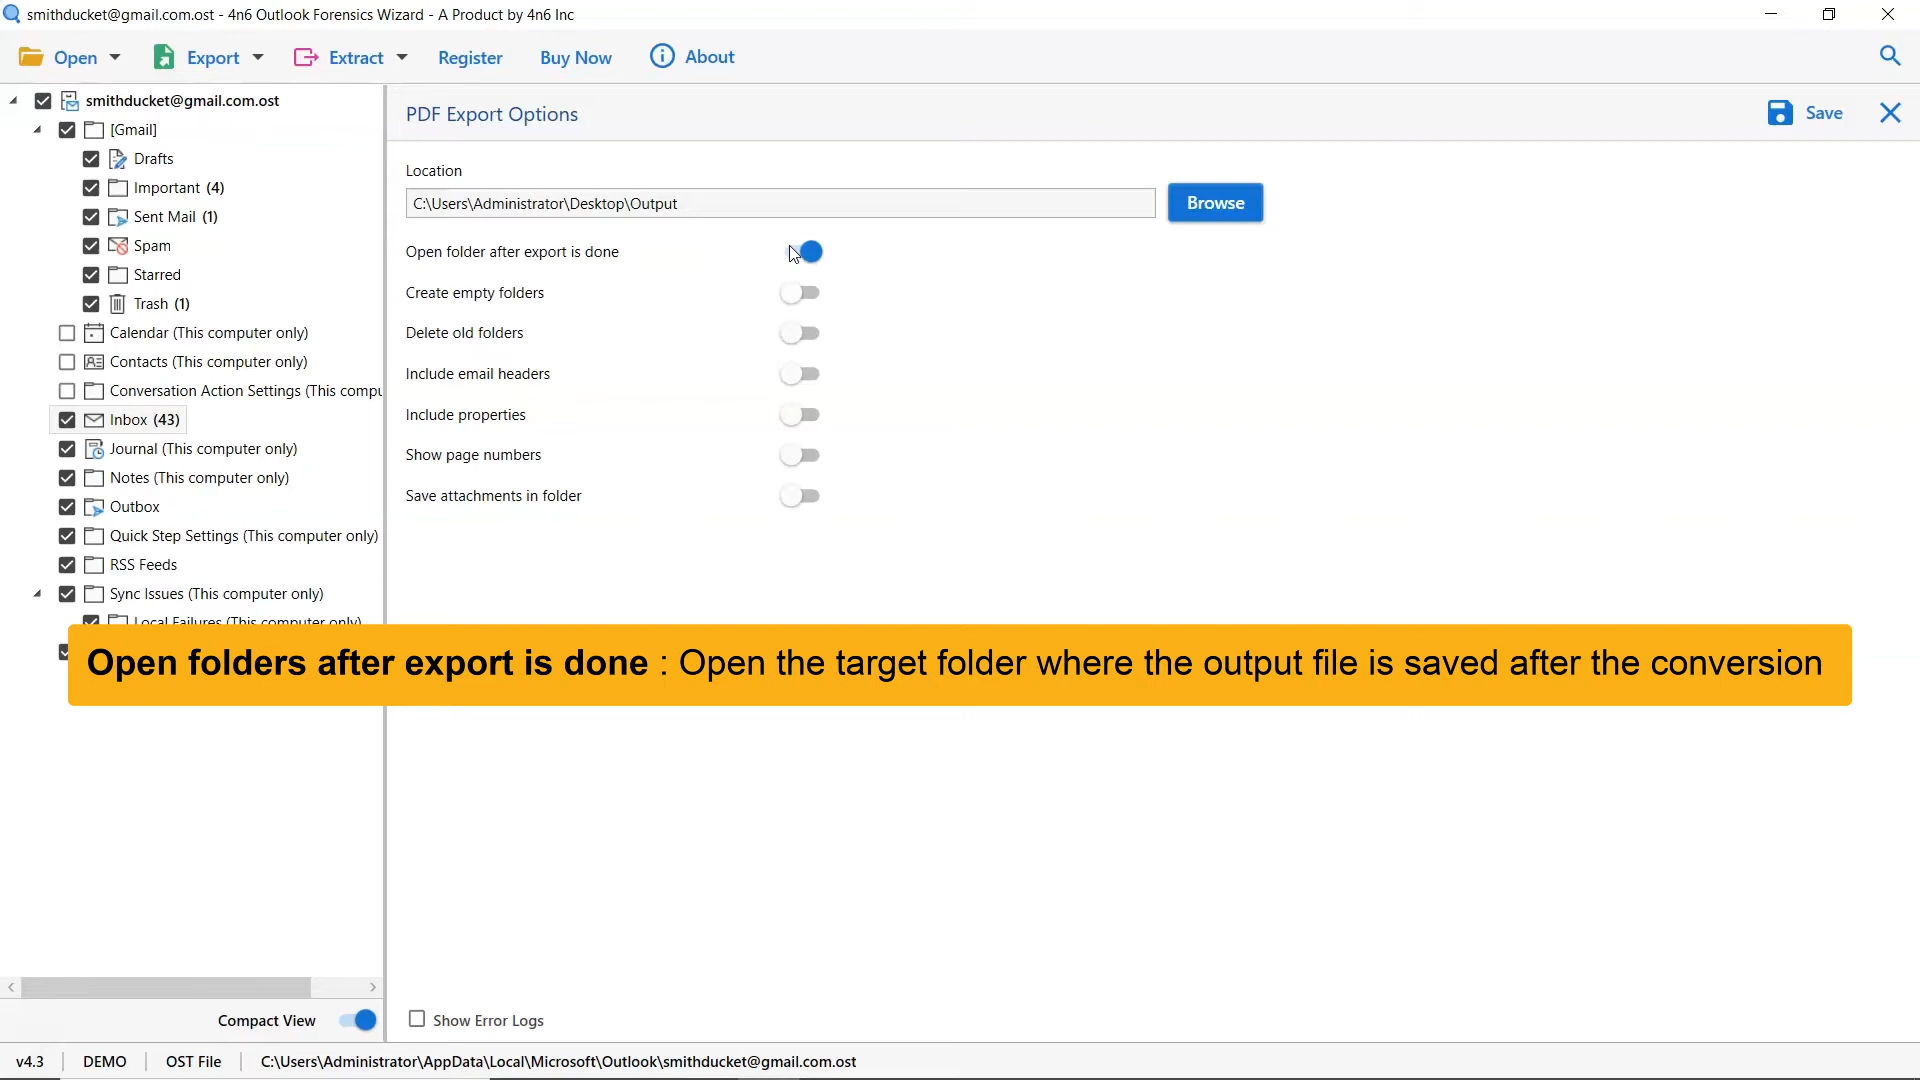 smithducket@gmail.com.ost - 4n6 Outlook Forensics Wizard - A Product by 4n6 Inc
Open Export Extract Register Buy Now About
smithducket@gmail.com.ost
[Gmail]
Drafts
Important (4)
Sent Mail (1)
Spam
Starred
Trash (1)
Calendar (This computer only)
Contacts (This computer only)
Conversation Action Settings (This compu
Inbox (43)
Journal (This computer only)
Notes (This computer only)
Outbox
Quick Step Settings (This computer only)
RSS Feeds
Sync Issues (This computer only)
Local Failures (This computer only)
Compact View
PDF Export Options
Save
Location
C:\Users\Administrator\Desktop\Output
Browse
Open folder after export is done
Create empty folders
Delete old folders
Include email headers
Include properties
Show page numbers
Save attachments in folder
Open folders after export is done : Open the target folder where the output file is saved after the conversion
Show Error Logs
v4.3 DEMO OST File C:\Users\Administrator\AppData\Local\Microsoft\Outlook\smithducket@gmail.com.ost